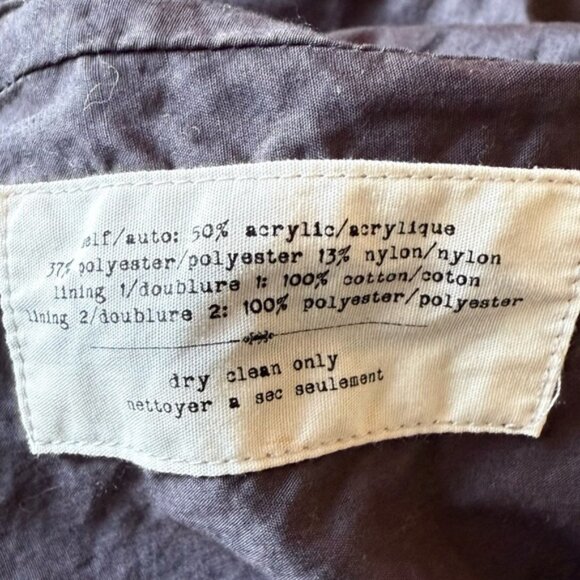 self/auto: 50% acrylic/acrylique
37% polyester/polyester 13% nylon/nylon
lining 1/doublure 1: 100% cotton/coton
lining 2/doublure 2: 100% polyester/polyester
dry clean only
nettoyer a sec seulement